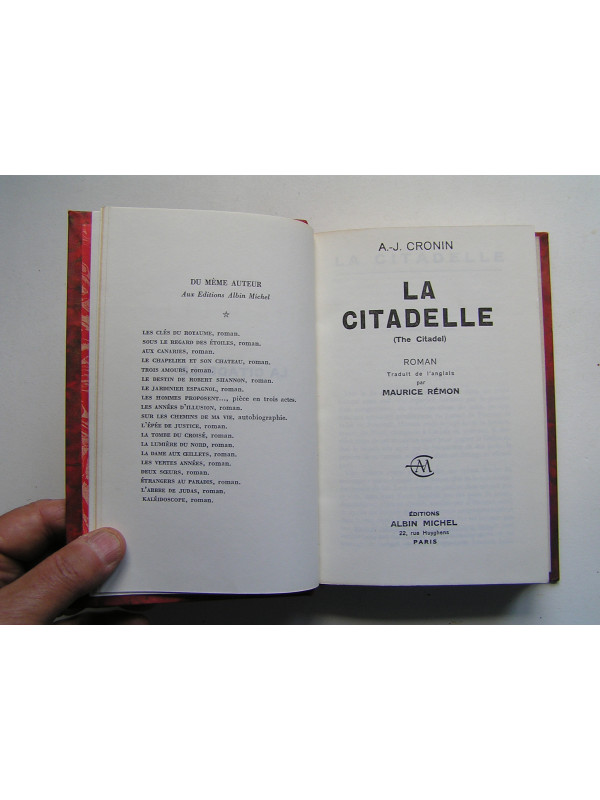 DU MÊME AUTEUR
Aux Editions Albin Michel
LES CLÉS DU ROYAUME, roman.
SOUS LE REGARD DES ÉTOILES, roman.
AUX CANARIES, roman.
LE CHAPELIER ET SON CHATEAU, roman.
TROIS AMOURS, roman.
LE DESTIN DE ROBERT SHANNON, roman.
LE JARDINIER ESPAGNOL, roman.
LES HOMMES PROPOSENT..., pièce en trois actes.
LES ANNÉES D'ILLUSION, roman.
SUR LES CHEMINS DE MA VIE, autobiographie.
L'ÉPÉE DE JUSTICE, roman.
LA TOMBE DU CROISÉ, roman.
LA LUMIÈRE DU NORD, roman.
LA DAME AUX ŒILLETS, roman.
LES VERTES ANNÉES, roman.
DEUX SŒURS, roman.
ÉTRANGERS AU PARADIS, roman.
L'ARBRE DE JUDAS, roman.
KALÉIDOSCOPE, roman.
A.-J. CRONIN
LA
CITADELLE
(The Citadel)
ROMAN
Traduit de l'anglais
par
MAURICE RÉMON
AM
ÉDITIONS
ALBIN MICHEL
22, rue Huyghens
PARIS